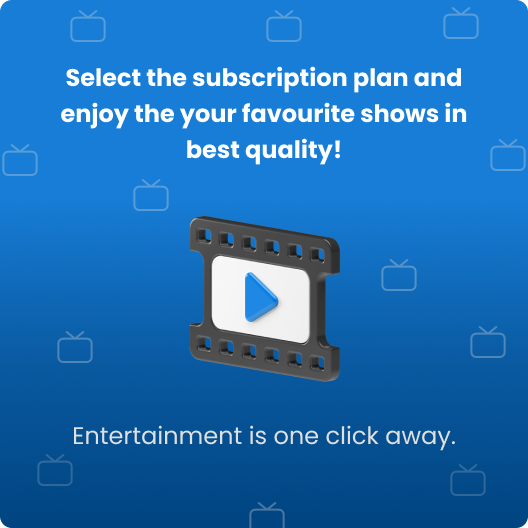 Select the subscription plan and
enjoy the your favourite shows in
best quality!
Entertainment is one click away.